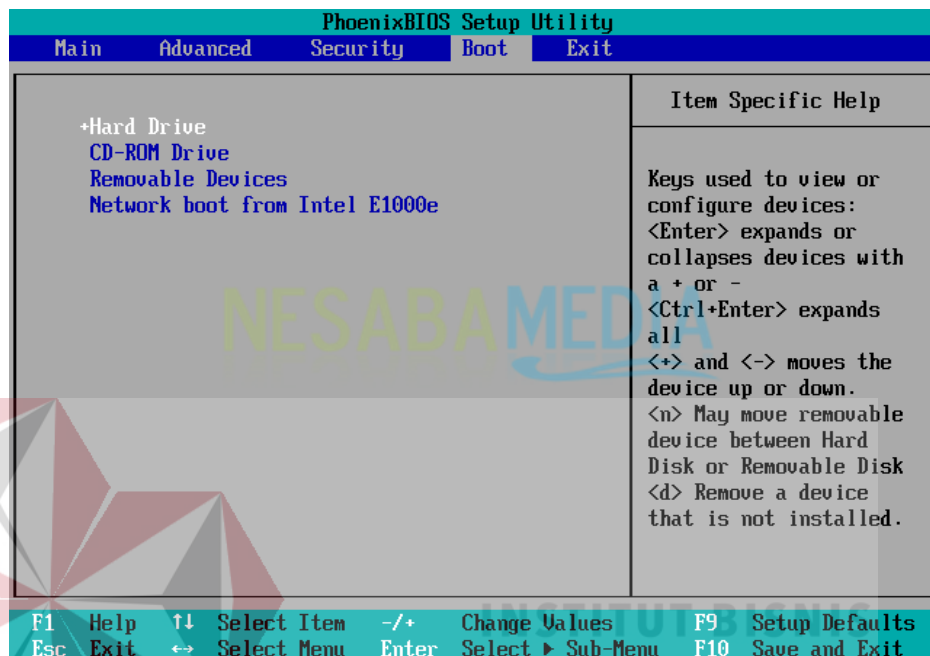 PhoenixBIOS Setup Utility
Main Advanced Security Boot Exit
+Hard Drive
CD-ROM Drive
Removable Devices
Network boot from Intel E1000e
Item Specific Help
Keys used to view or
configure devices:
<Enter> expands or
collapses devices with
a + or -
<Ctrl+Enter> expands
all
<+> and <-> moves the
device up or down.
<n> May move removable
device between Hard
Disk or Removable Disk
<d> Remove a device
that is not installed.
NESABAMEDIA
INSTITUT BISNIS
F1 Help ↑↓ Select Item -/+ Change Values F9 Setup Defaults
Esc Exit ↔ Select Menu Enter Select ▶ Sub-Menu F10 Save and Exit